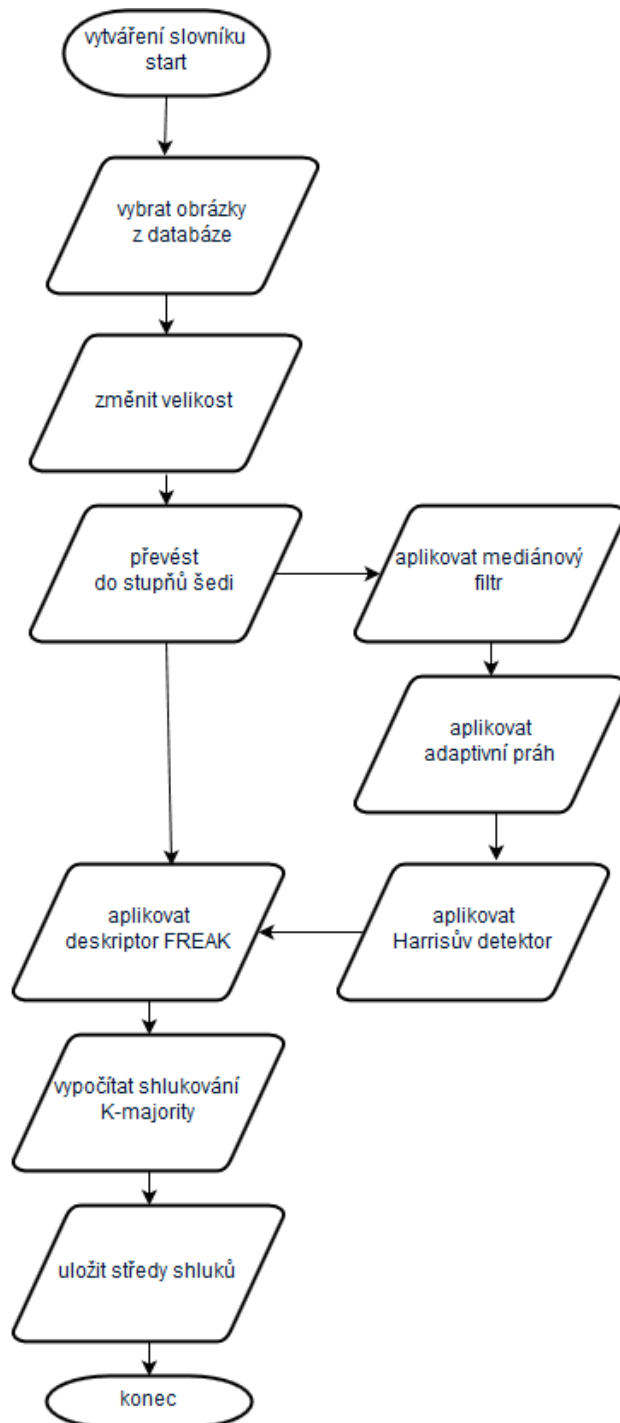 vytváření slovníku
start
vybrat obrázky
z databáze
změnit velikost
převést
do stupňů šedi
aplikovat mediánový
filtr
aplikovat
adaptivní práh
aplikovat
Harrisův detektor
aplikovat
deskriptor FREAK
vypočítat shlukování
K-majority
uložit středy shluků
konec